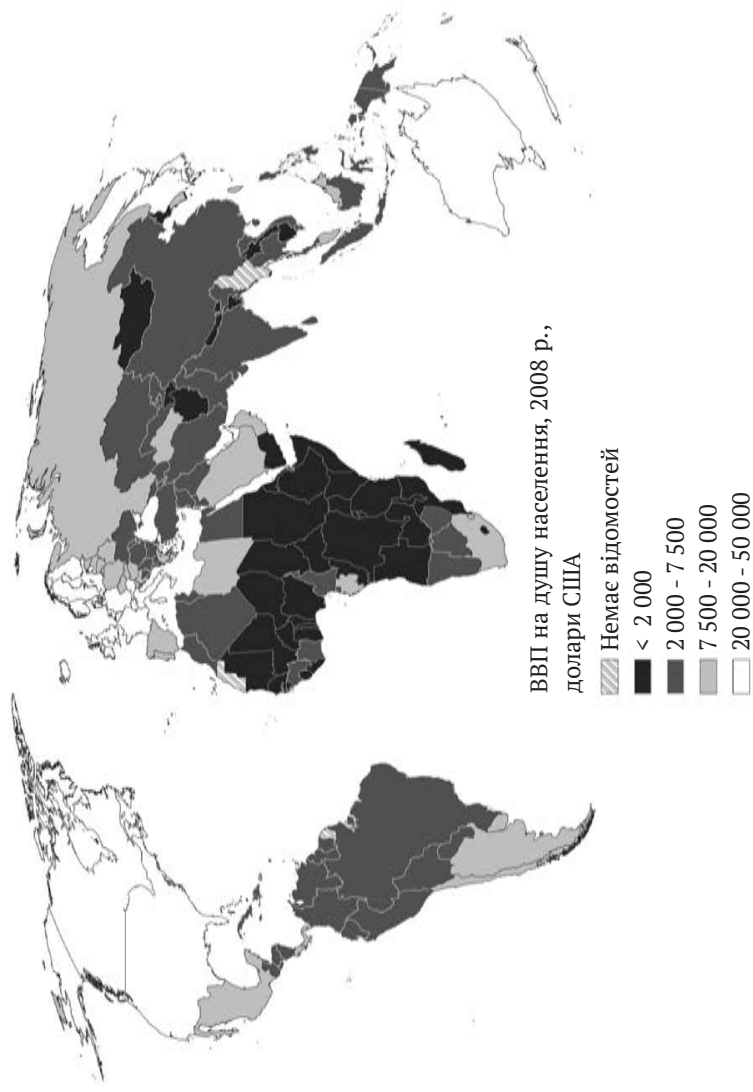 ВВП на душу населення, 2008 р.,
долари США
Немає відомостей
< 2 000
2 000 - 7 500
7 500 - 20 000
20 000 - 50 000